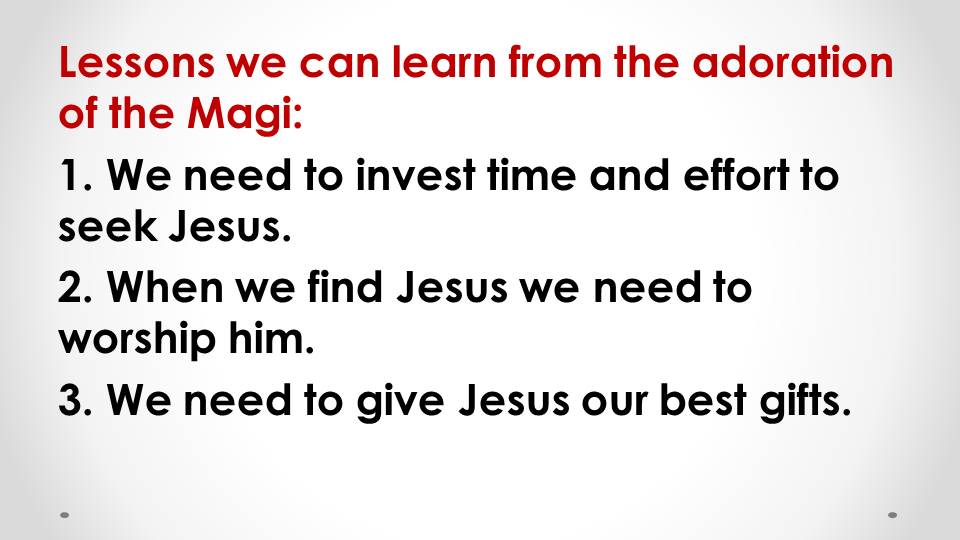 Lessons we can learn from the adoration
of the Magi:
1. We need to invest time and effort to
seek Jesus.
2. When we find Jesus we need to
worship him.
3. We need to give Jesus our best gifts.